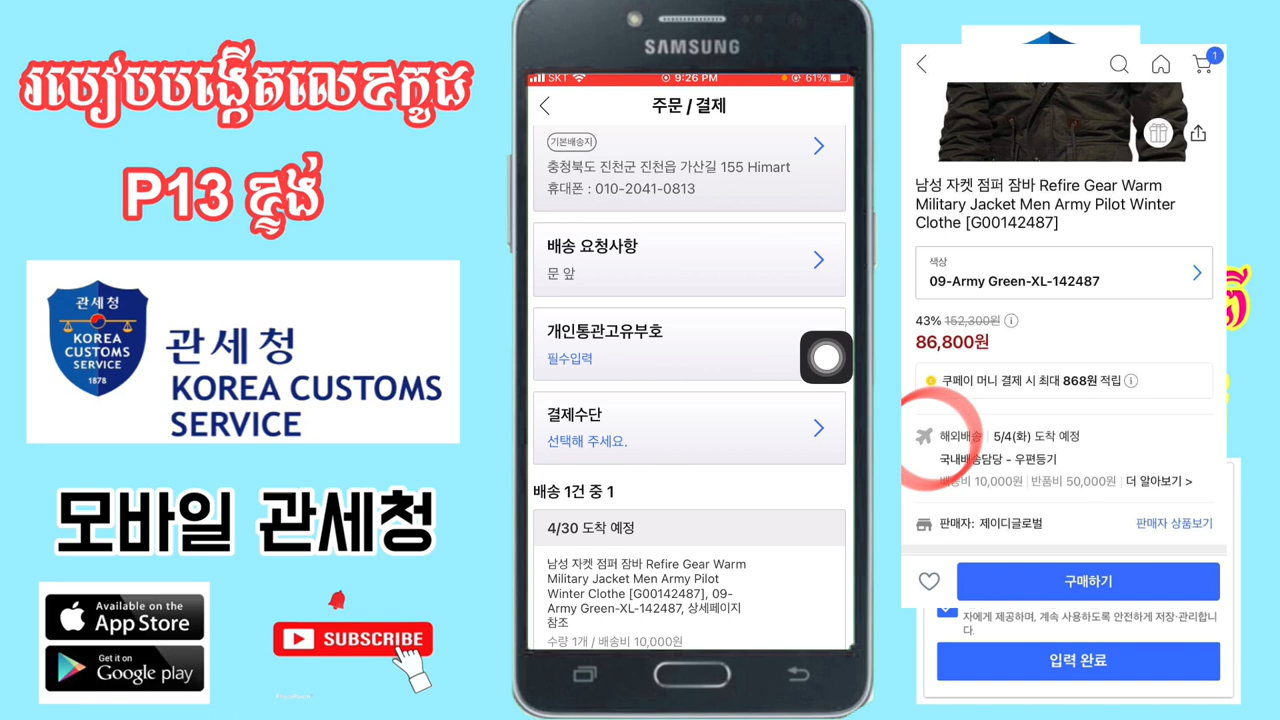 របៀបបង្កើតលេខកូដ
P13 ខ្ទង់
관세청
KOREA
CUSTOMS
SERVICE
1878
관세청
KOREA CUSTOMS
SERVICE
모바일 관세청
Available on the
App Store
Get it on
Google play
SUBSCRIBE
SAMSUNG
SKT 9:26 PM 61%
주문 / 결제
기본배송지
충청북도 진천군 진천읍 가산길 155 Himart
휴대폰 : 010-2041-0813
배송 요청사항
문 앞
개인통관고유부호
필수입력
결제수단
선택해 주세요.
배송 1건 중 1
4/30 도착 예정
남성 자켓 점퍼 잠바 Refire Gear Warm
Military Jacket Men Army Pilot
Winter Clothe [G00142487], 09-
Army Green-XL-142487, 상세페이지
참조
수량 1개 / 배송비 10,000원
1
남성 자켓 점퍼 잠바 Refire Gear Warm
Military Jacket Men Army Pilot Winter
Clothe [G00142487]
색상
09-Army Green-XL-142487
43% 152,300원
86,800원
쿠페이 머니 결제 시 최대 868원 적립
해외배송 | 5/4(화) 도착 예정
국내배송담당 - 우편등기
배송비 10,000원 | 반품비 50,000원 | 더 알아보기 >
판매자: 제이디글로벌 판매자 상품보기
구매하기
자에게 제공하며, 계속 사용하도록 안전하게 저장·관리합니
다.
입력 완료